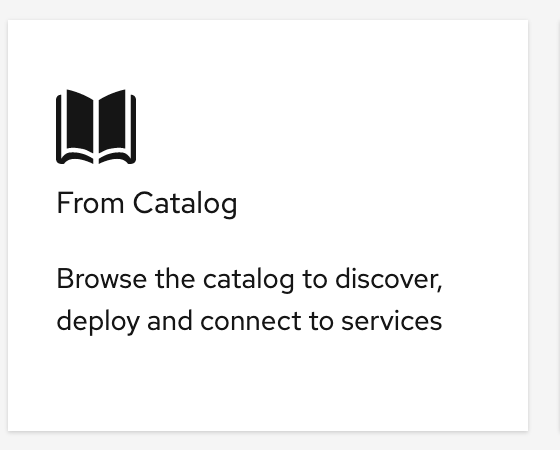 From Catalog
Browse the catalog to discover,
deploy and connect to services